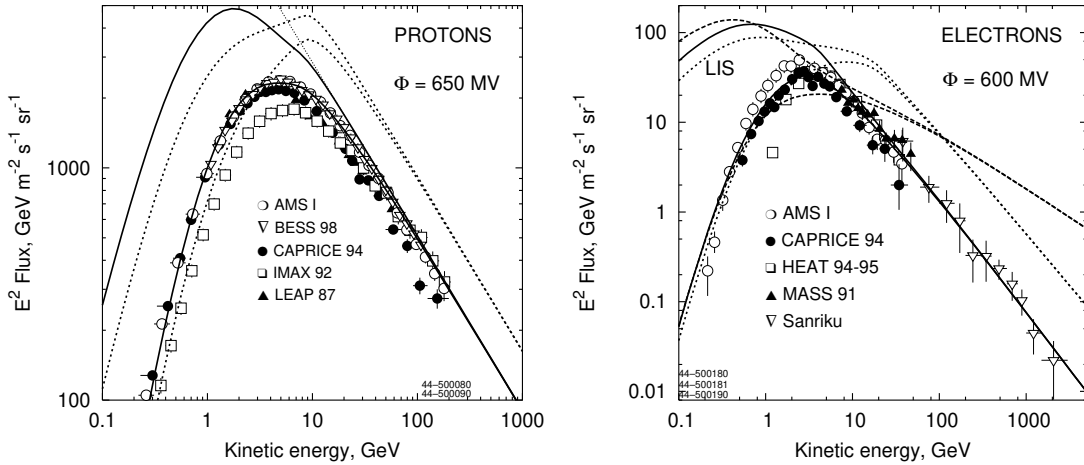 PROTONS
Φ = 650 MV
E² Flux, GeV m⁻² s⁻¹ sr⁻¹
1000
100
AMS I
BESS 98
CAPRICE 94
IMAX 92
LEAP 87
44–500080
44–500090
0.1 1 10 100 1000
Kinetic energy, GeV
ELECTRONS
Φ = 600 MV
LIS
E² Flux, GeV m⁻² s⁻¹ sr⁻¹
100
10
1
0.1
0.01
AMS I
CAPRICE 94
HEAT 94-95
MASS 91
Sanriku
44–500180
44–500181
44–500190
0.1 1 10 100 1000
Kinetic energy, GeV